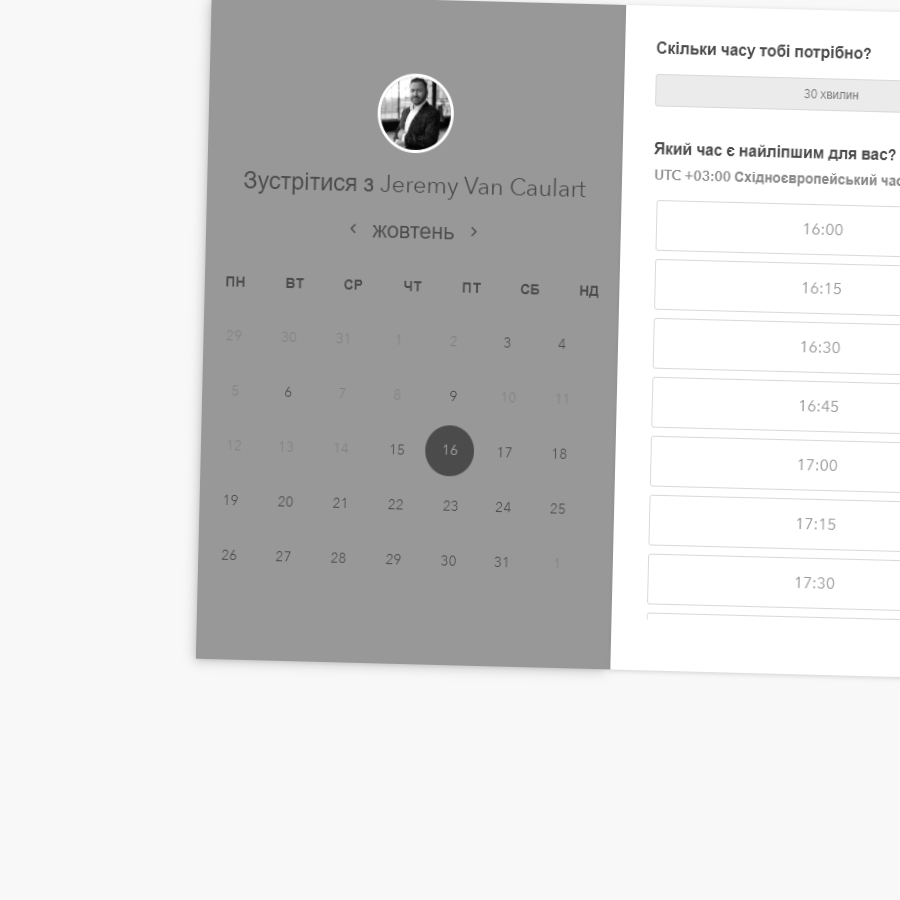 Зустрітися з Jeremy Van Caulart
‹ жовтень ›
ПН ВТ СР ЧТ ПТ СБ НД
29 30 31 1 2 3 4
5 6 7 8 9 10 11
12 13 14 15 16 17 18
19 20 21 22 23 24 25
26 27 28 29 30 31 1
Скільки часу тобі потрібно?
30 хвилин
Який час є найліпшим для вас?
UTC +03:00 Східноєвропейський
16:00
16:15
16:30
16:45
17:00
17:15
17:30